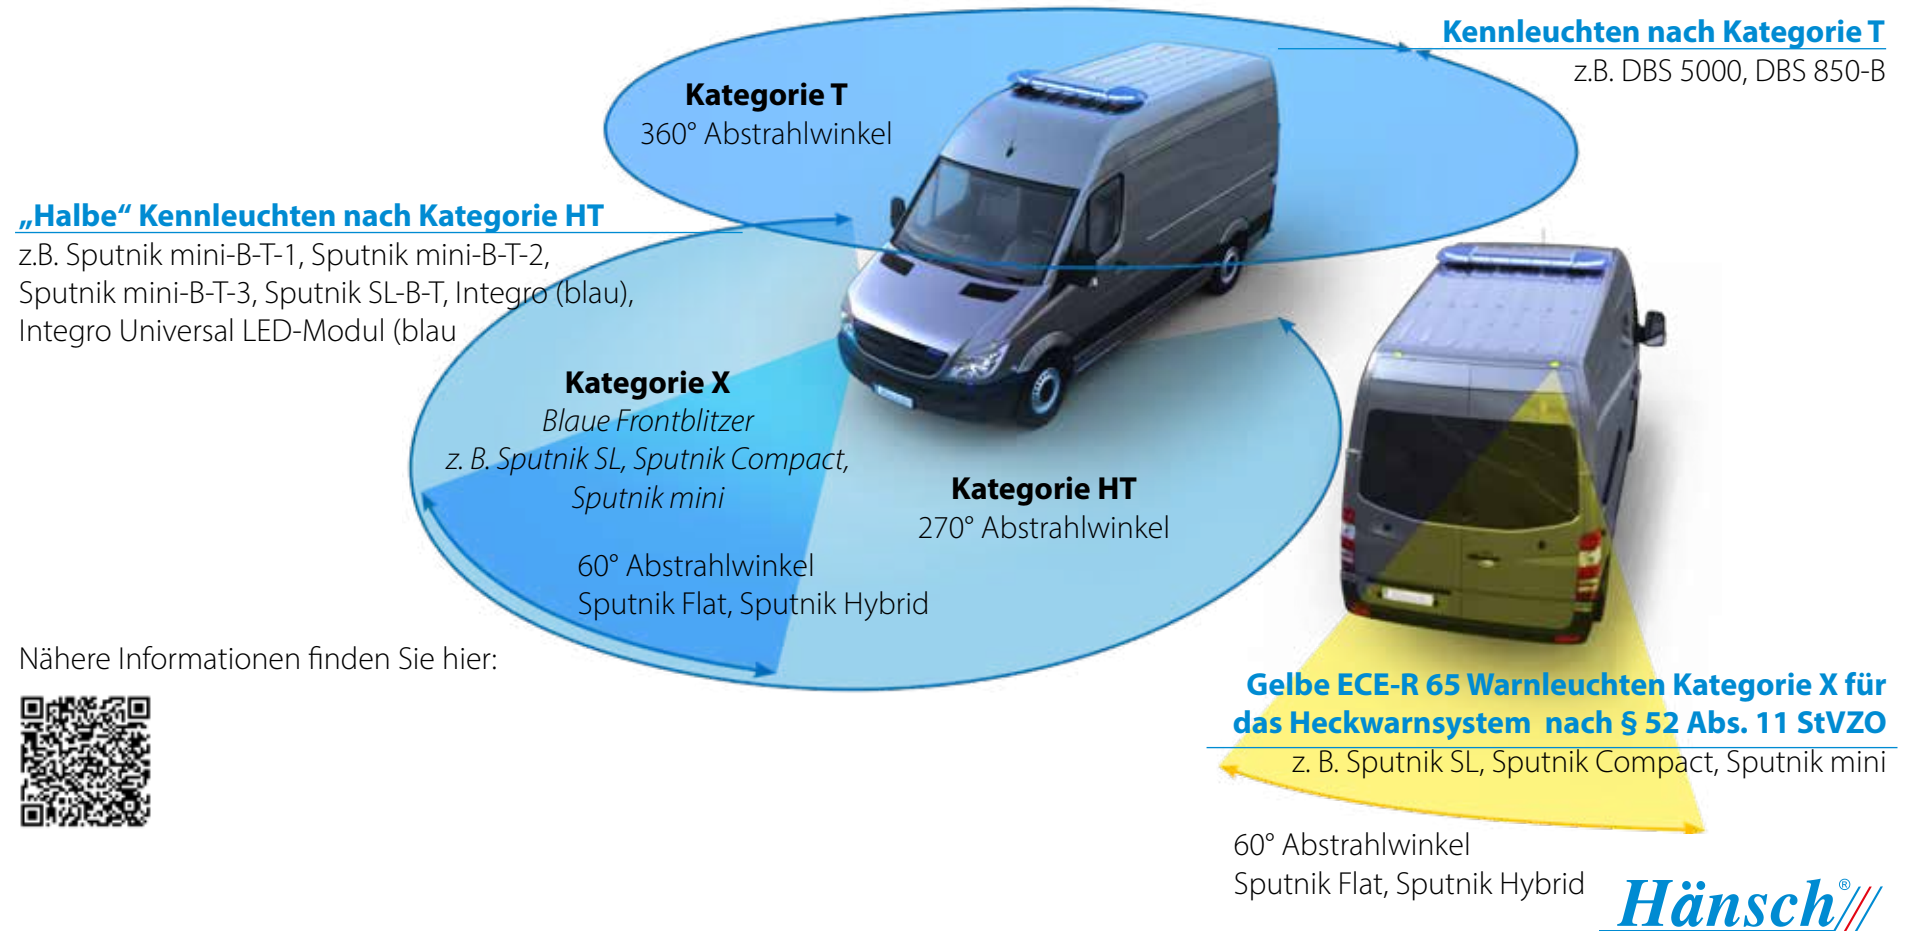 Kennleuchten nach Kategorie T
z.B. DBS 5000, DBS 850-B
Kategorie T
360° Abstrahlwinkel
„Halbe“ Kennleuchten nach Kategorie HT
z.B. Sputnik mini-B-T-1, Sputnik mini-B-T-2,
Sputnik mini-B-T-3, Sputnik SL-B-T, Integro (blau),
Integro Universal LED-Modul (blau
Kategorie X
Blaue Frontblitzer
z. B. Sputnik SL, Sputnik Compact,
Sputnik mini
60° Abstrahlwinkel
Sputnik Flat, Sputnik Hybrid
Kategorie HT
270° Abstrahlwinkel
Nähere Informationen finden Sie hier:
Gelbe ECE-R 65 Warnleuchten Kategorie X für
das Heckwarnsystem nach § 52 Abs. 11 StVZO
z. B. Sputnik SL, Sputnik Compact, Sputnik mini
60° Abstrahlwinkel
Sputnik Flat, Sputnik Hybrid
Hänsch®